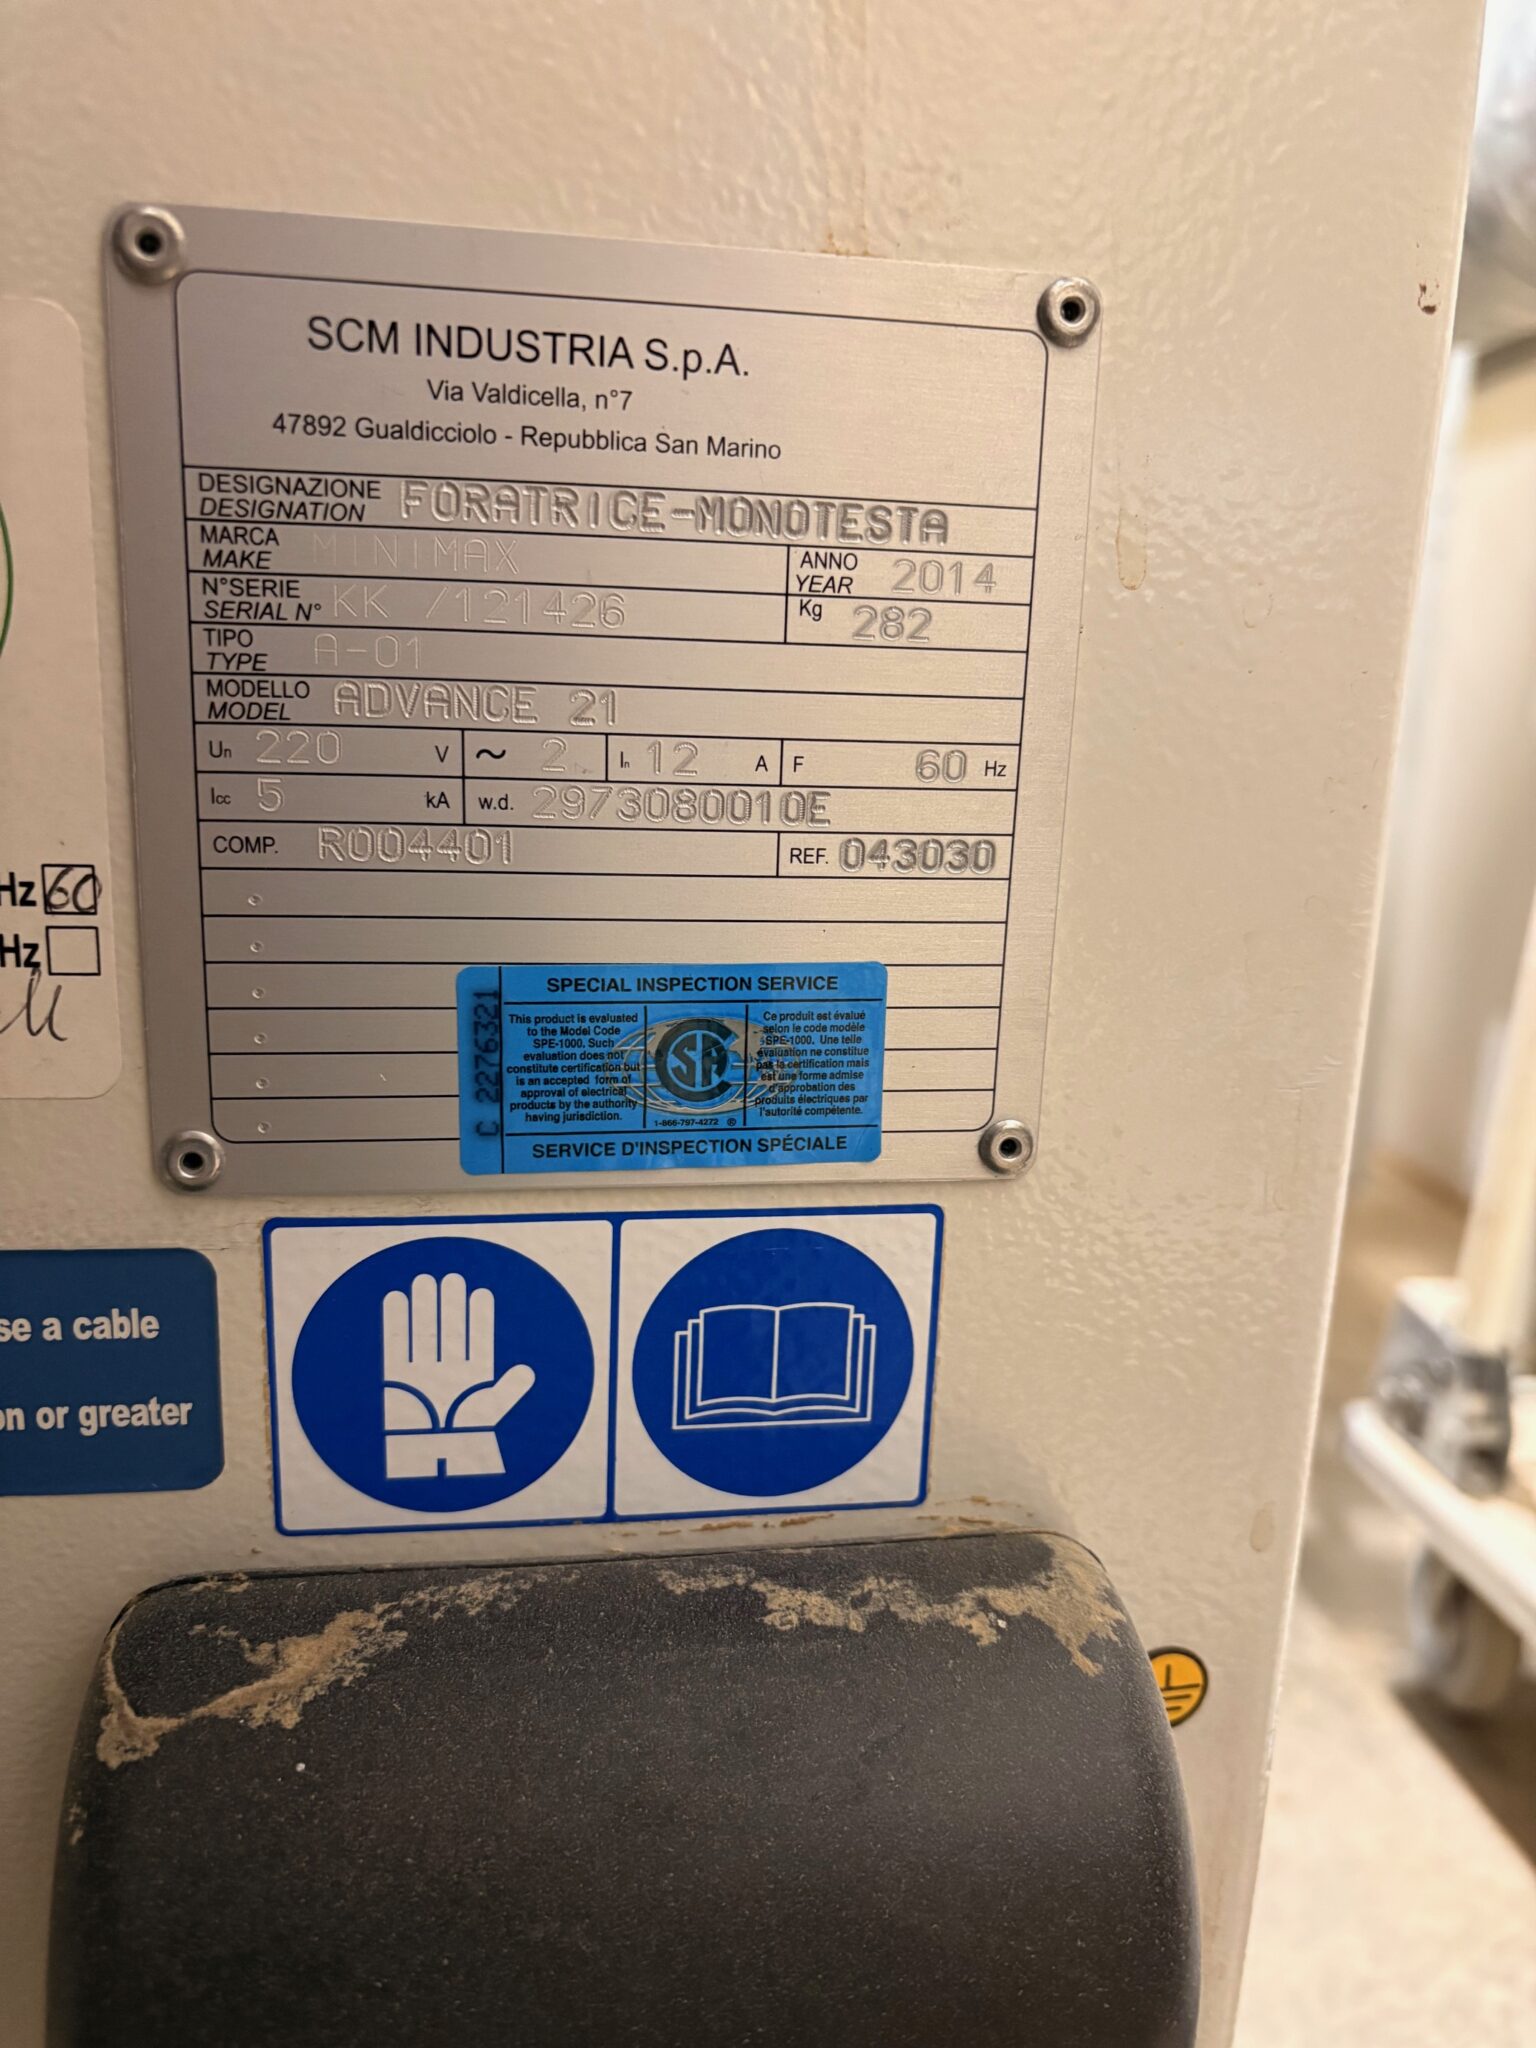 SCM INDUSTRIA S.p.A.
Via Valdicella, n°7
47892 Gualdicciolo - Repubblica San Marino
DESIGNAZIONE
DESIGNATION FORATRICE-MONOTESTA
MARCA
MAKE MINIMAX
ANNO
YEAR 2014
N°SERIE
SERIAL N° KK /121426
Kg 282
TIPO
TYPE A-01
MODELLO
MODEL ADVANCE 21
Un 220 V ~ 2 In 12 A F 60 Hz
Icc 5 kA w.d. 2973080010E
COMP. R004401 REF. 043030
Hz 60
Hz
C 2276321
SPECIAL INSPECTION SERVICE
This product is evaluated
to the Model Code
SPE-1000. Such
evaluation does not
constitute certification but
is an accepted form of
approval of electrical
products by the authority
having jurisdiction.
SA
1-866-797-4272 ®
Ce produit est évalué
selon le code modèle
SPE-1000. Une telle
évaluation ne constitue
pas la certification mais
est une forme admise
d'approbation des
produits électriques par
l'autorité compétente.
SERVICE D'INSPECTION SPÉCIALE
se a cable
on or greater